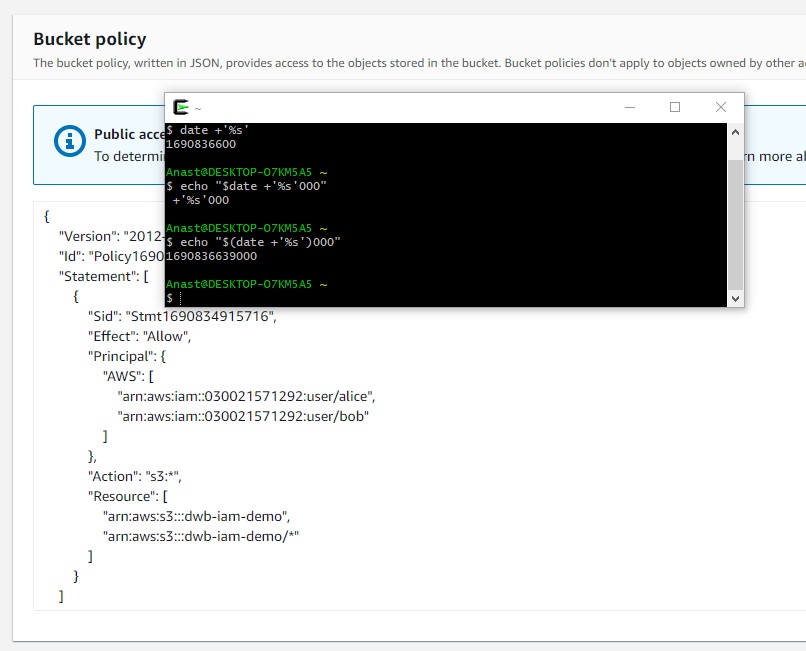 Bucket policy
The bucket policy, written in JSON, provides access to the objects stored in the bucket. Bucket policies don't apply to objects owned by other
~
Public acce
To determi
rn more
$ date +'%s'
1690836600
Anast@DESKTOP-O7KM5A5 ~
$ echo "$date +'%s'000"
+'%s'000
Anast@DESKTOP-O7KM5A5 ~
$ echo "$(date +'%s')000"
1690836639000
Anast@DESKTOP-O7KM5A5 ~
$
{
"Version": "2012-
"Id": "Policy1690
"Statement": [
{
"Sid": "Stmt1690834915716",
"Effect": "Allow",
"Principal": {
"AWS": [
"arn:aws:iam::030021571292:user/alice",
"arn:aws:iam::030021571292:user/bob"
]
},
"Action": "s3:*",
"Resource": [
"arn:aws:s3:::dwb-iam-demo",
"arn:aws:s3:::dwb-iam-demo/*"
]
}
]